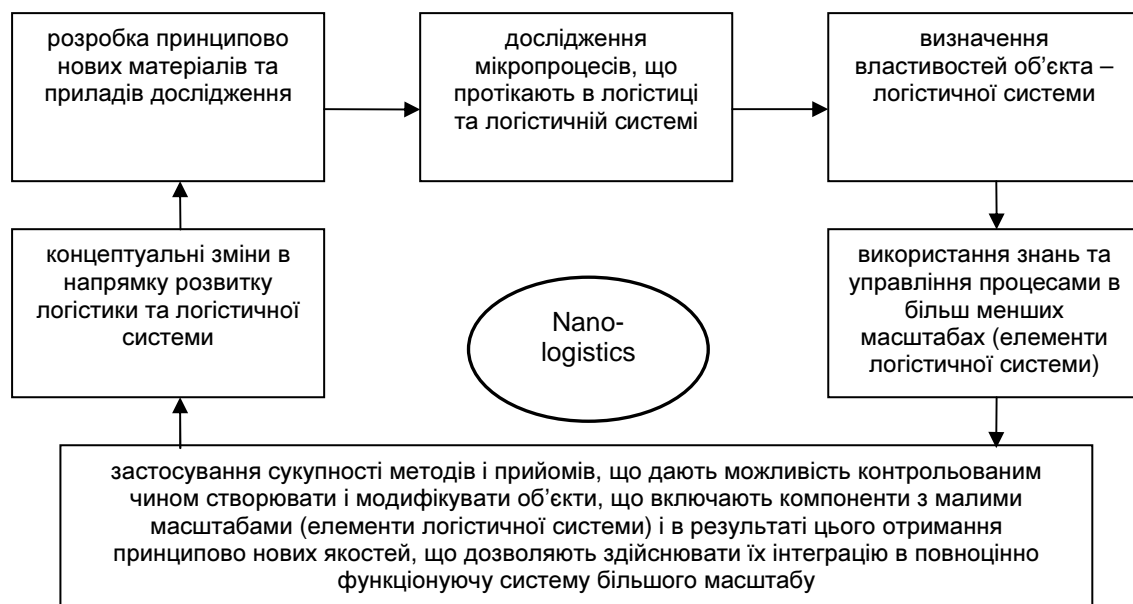 розробка принципово
нових матеріалів та
приладів дослідження
дослідження
мікропроцесів, що
протікають в логістиці
та логістичній системі
визначення
властивостей об’єкта –
логістичної системи
концептуальні зміни в
напрямку розвитку
логістики та логістичної
системи
Nano-
logistics
використання знань та
управління процесами в
більш менших
масштабах (елементи
логістичної системи)
застосування сукупності методів і прийомів, що дають можливість контрольованим
чином створювати і модифікувати об’єкти, що включають компоненти з малими
масштабами (елементи логістичної системи) і в результаті цього отримання
принципово нових якостей, що дозволяють здійснювати їх інтеграцію в повноцінно
функціонуючу систему більшого масштабу